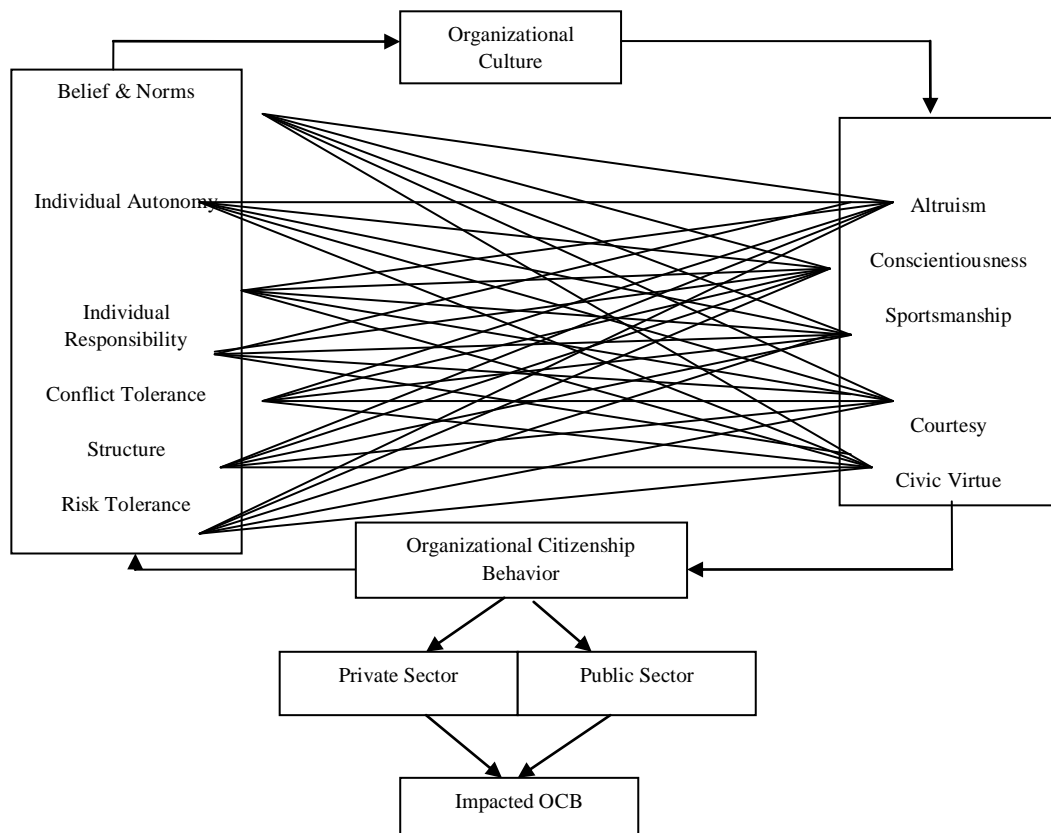 Organizational
Culture
Belief & Norms
Individual Autonomy
Individual
Responsibility
Conflict Tolerance
Structure
Risk Tolerance
Altruism
Conscientiousness
Sportsmanship
Courtesy
Civic Virtue
Organizational Citizenship
Behavior
Private Sector
Public Sector
Impacted OCB